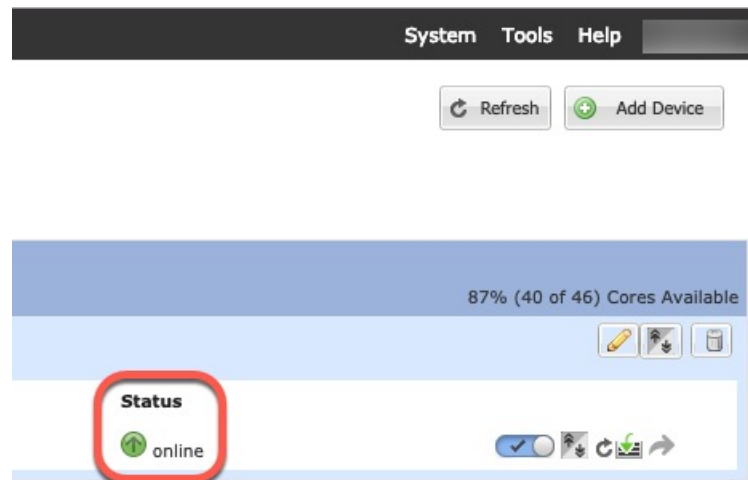 System Tools Help
Refresh Add Device
87% (40 of 46) Cores Available
Status
online